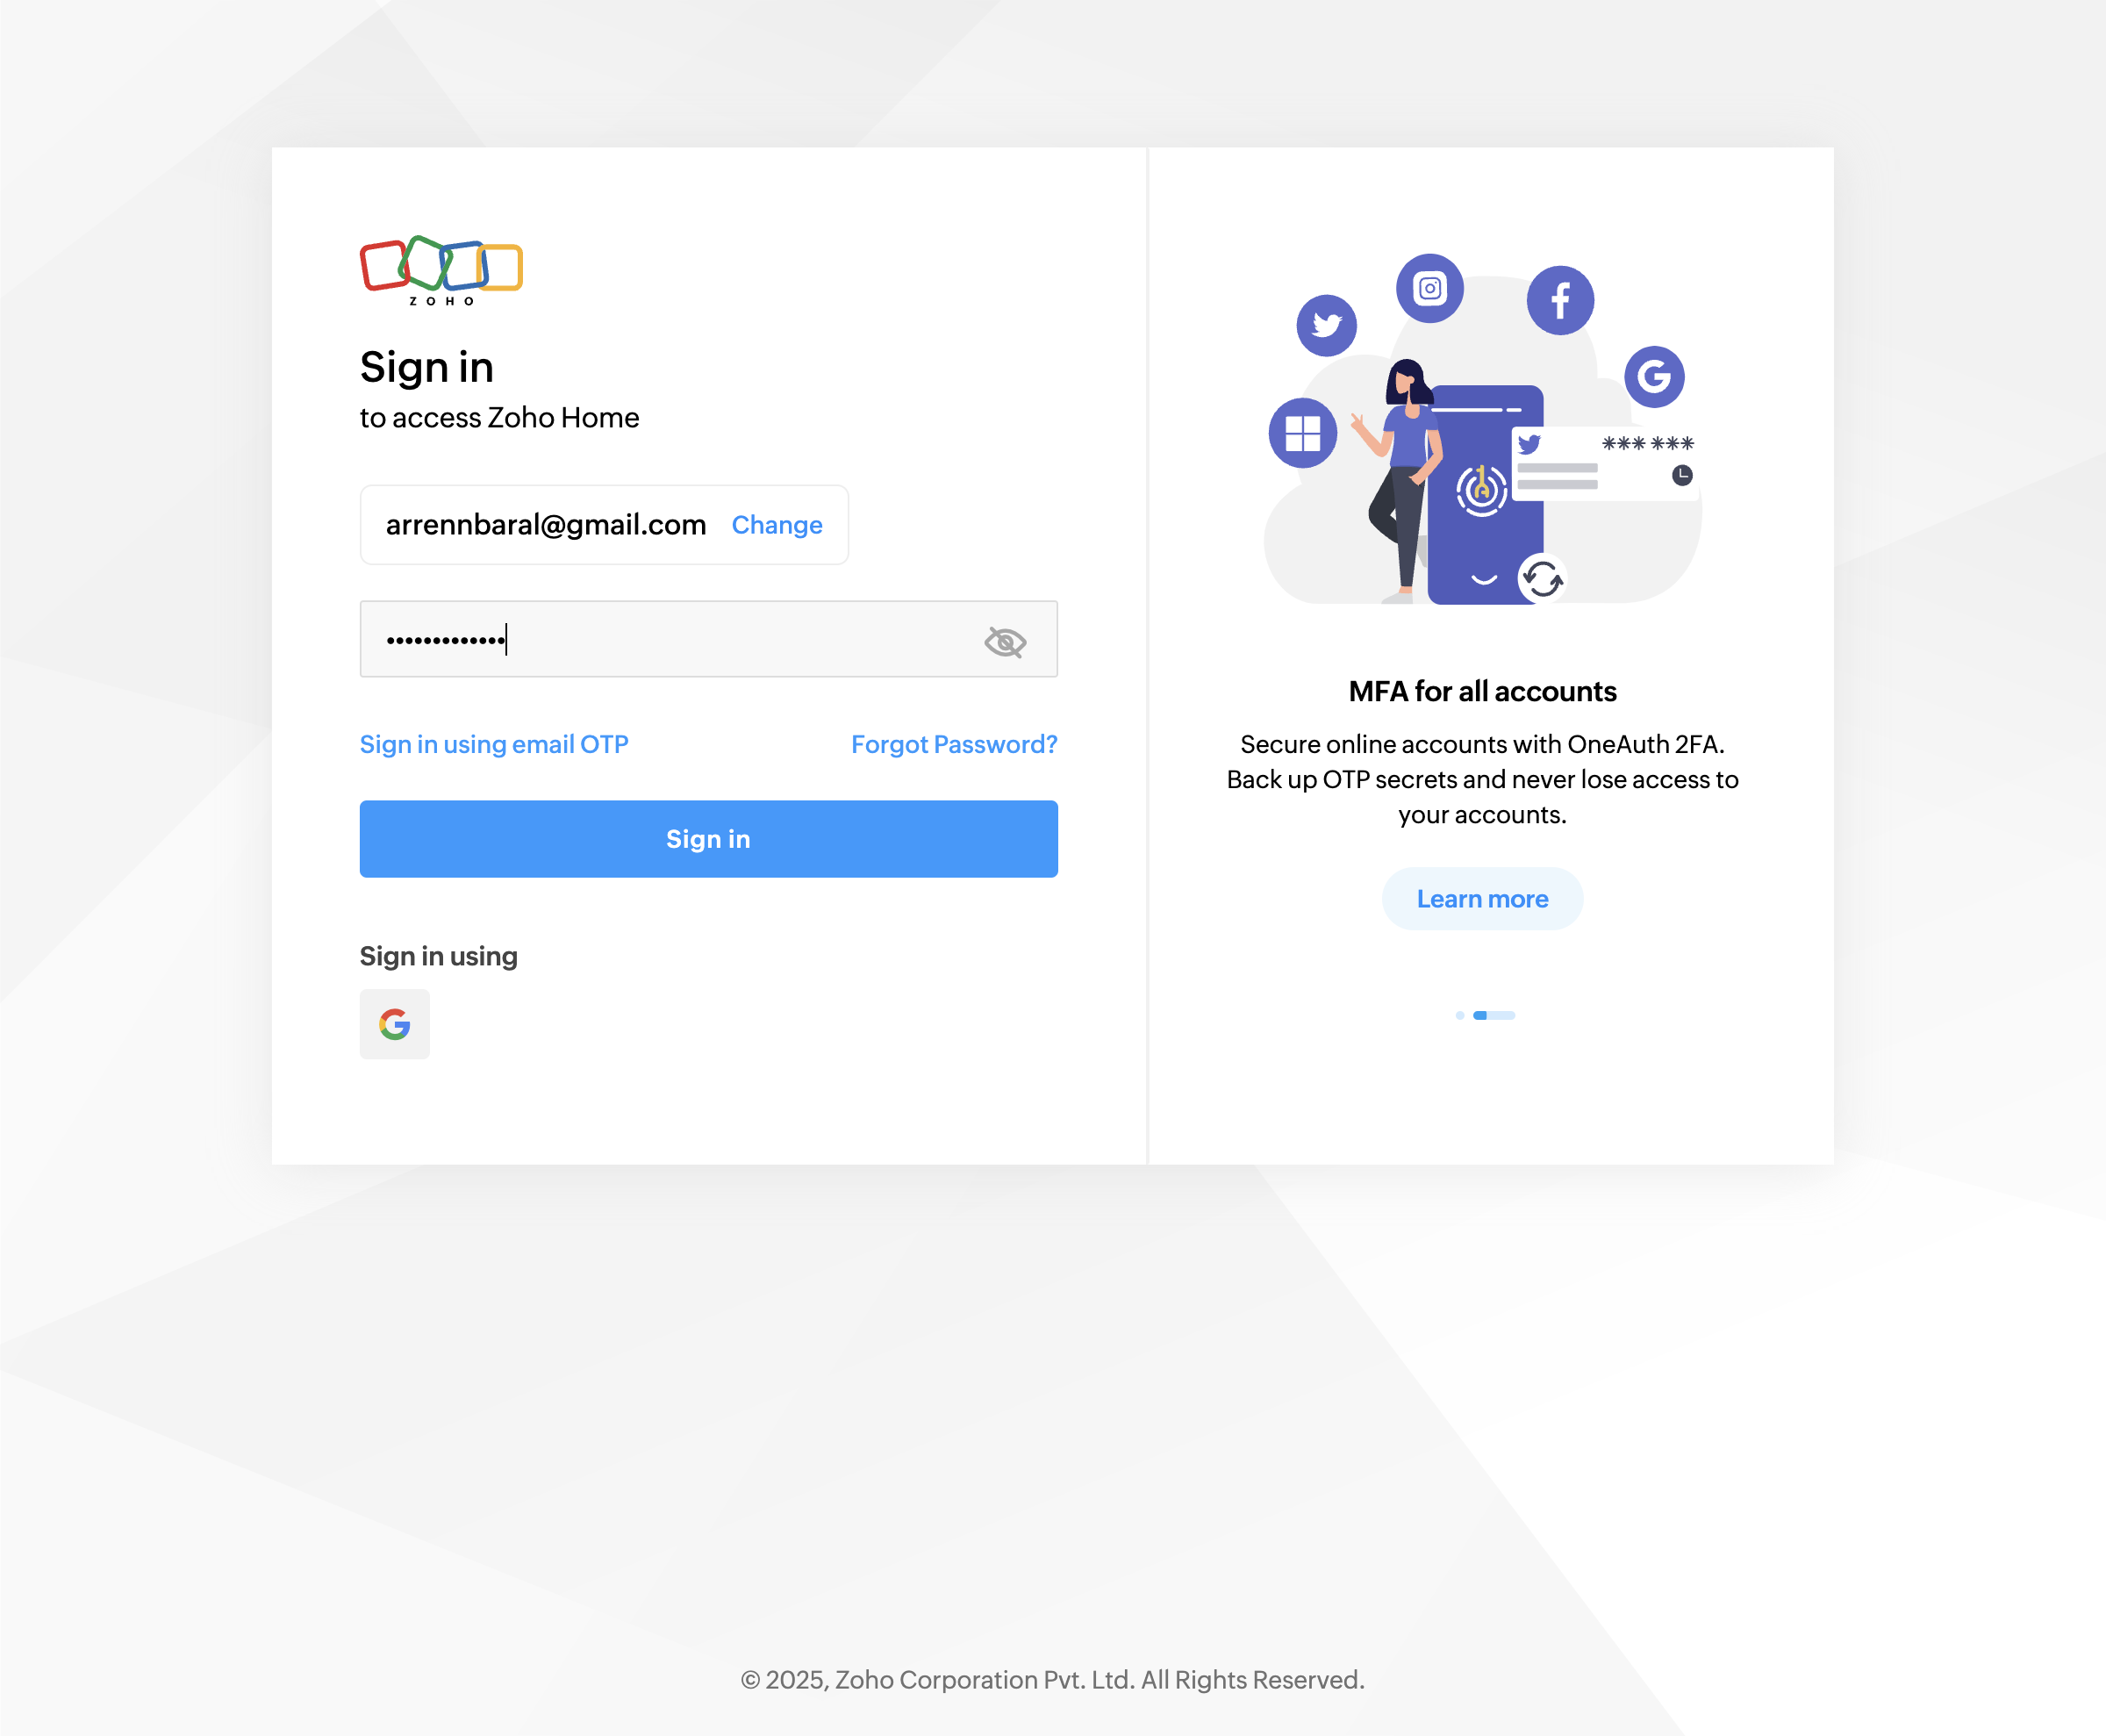 ZOHO
Sign in
to access Zoho Home
arrennbaral@gmail.com Change
•••••••••••••
Sign in using email OTP Forgot Password?
Sign in
Sign in using
*** ***
MFA for all accounts
Secure online accounts with OneAuth 2FA.
Back up OTP secrets and never lose access to
your accounts.
Learn more
© 2025, Zoho Corporation Pvt. Ltd. All Rights Reserved.